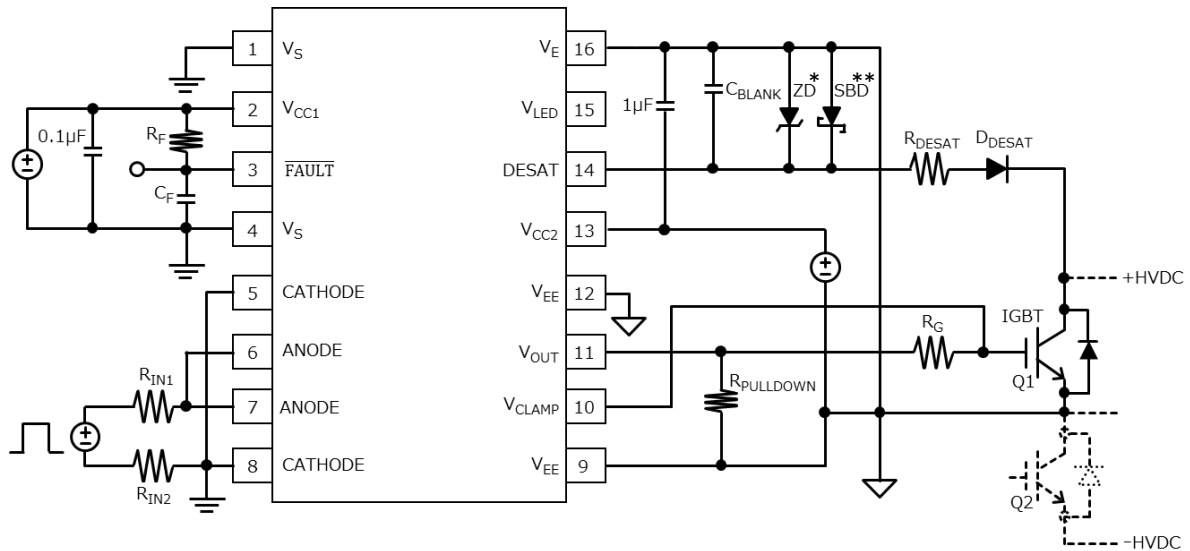 1 V_S V_E 16
2 V_CC1 V_LED 15
3 F̅A̅U̅L̅T̅ DESAT 14
4 V_S V_CC2 13
5 CATHODE V_EE 12
6 ANODE V_OUT 11
7 ANODE V_CLAMP 10
8 CATHODE V_EE 9
0.1μF
R_F
C_F
R_IN1
R_IN2
1μF
C_BLANK
ZD*
SBD**
R_DESAT
D_DESAT
+HVDC
IGBT
R_G
Q1
R_PULLDOWN
Q2
−HVDC